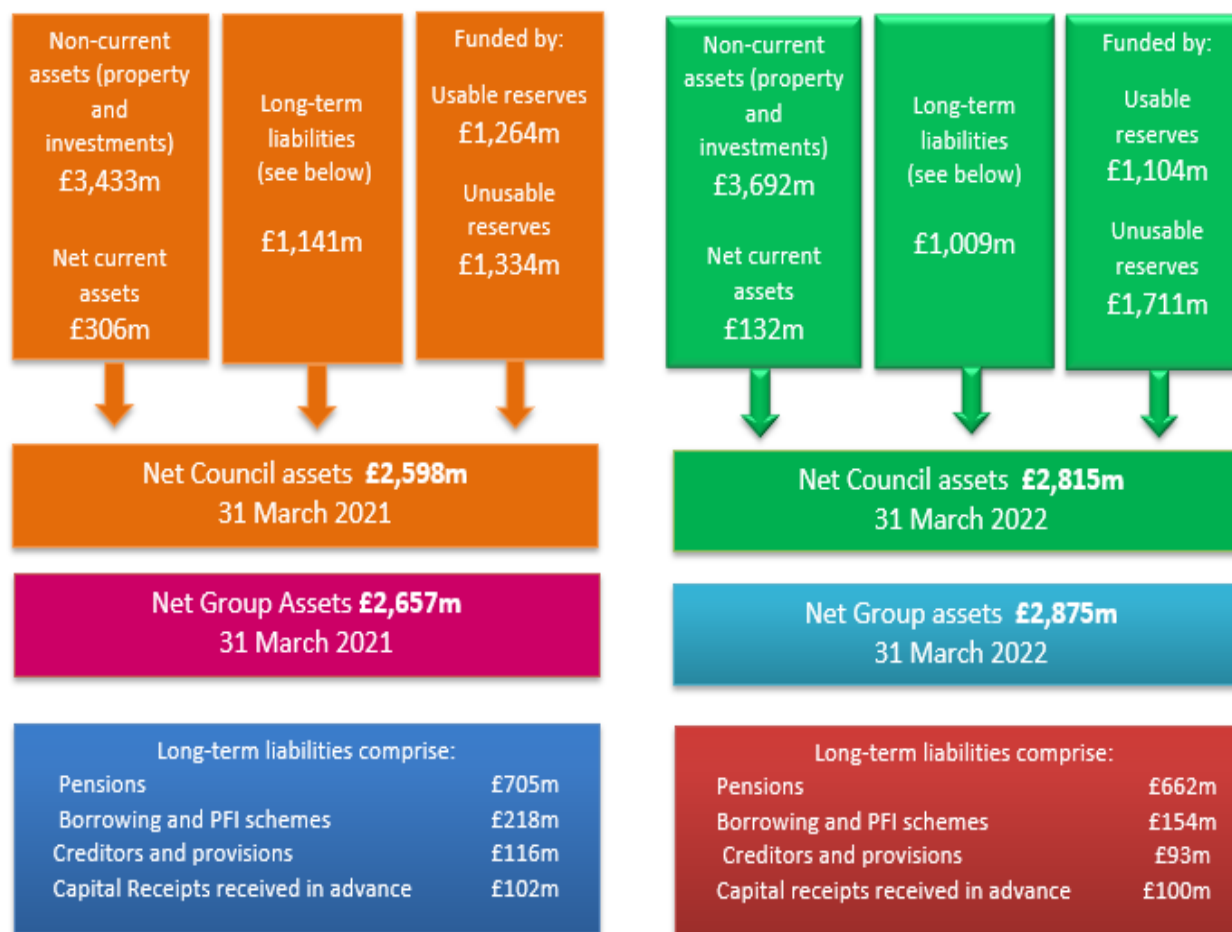 Non-current
assets (property
and
investments)
£3,433m
Net current
assets
£306m
Long-term
liabilities
(see below)
£1,141m
Funded by:
Usable reserves
£1,264m
Unusable
reserves
£1,334m
Net Council assets £2,598m
31 March 2021
Net Group Assets £2,657m
31 March 2021
Long-term liabilities comprise:
Pensions £705m
Borrowing and PFI schemes £218m
Creditors and provisions £116m
Capital Receipts received in advance £102m
Non-current
assets (property
and
investments)
£3,692m
Net current
assets
£132m
Long-term
liabilities
(see below)
£1,009m
Funded by:
Usable
reserves
£1,104m
Unusable
reserves
£1,711m
Net Council assets £2,815m
31 March 2022
Net Group assets £2,875m
31 March 2022
Long-term liabilities comprise:
Pensions £662m
Borrowing and PFI schemes £154m
Creditors and provisions £93m
Capital receipts received in advance £100m